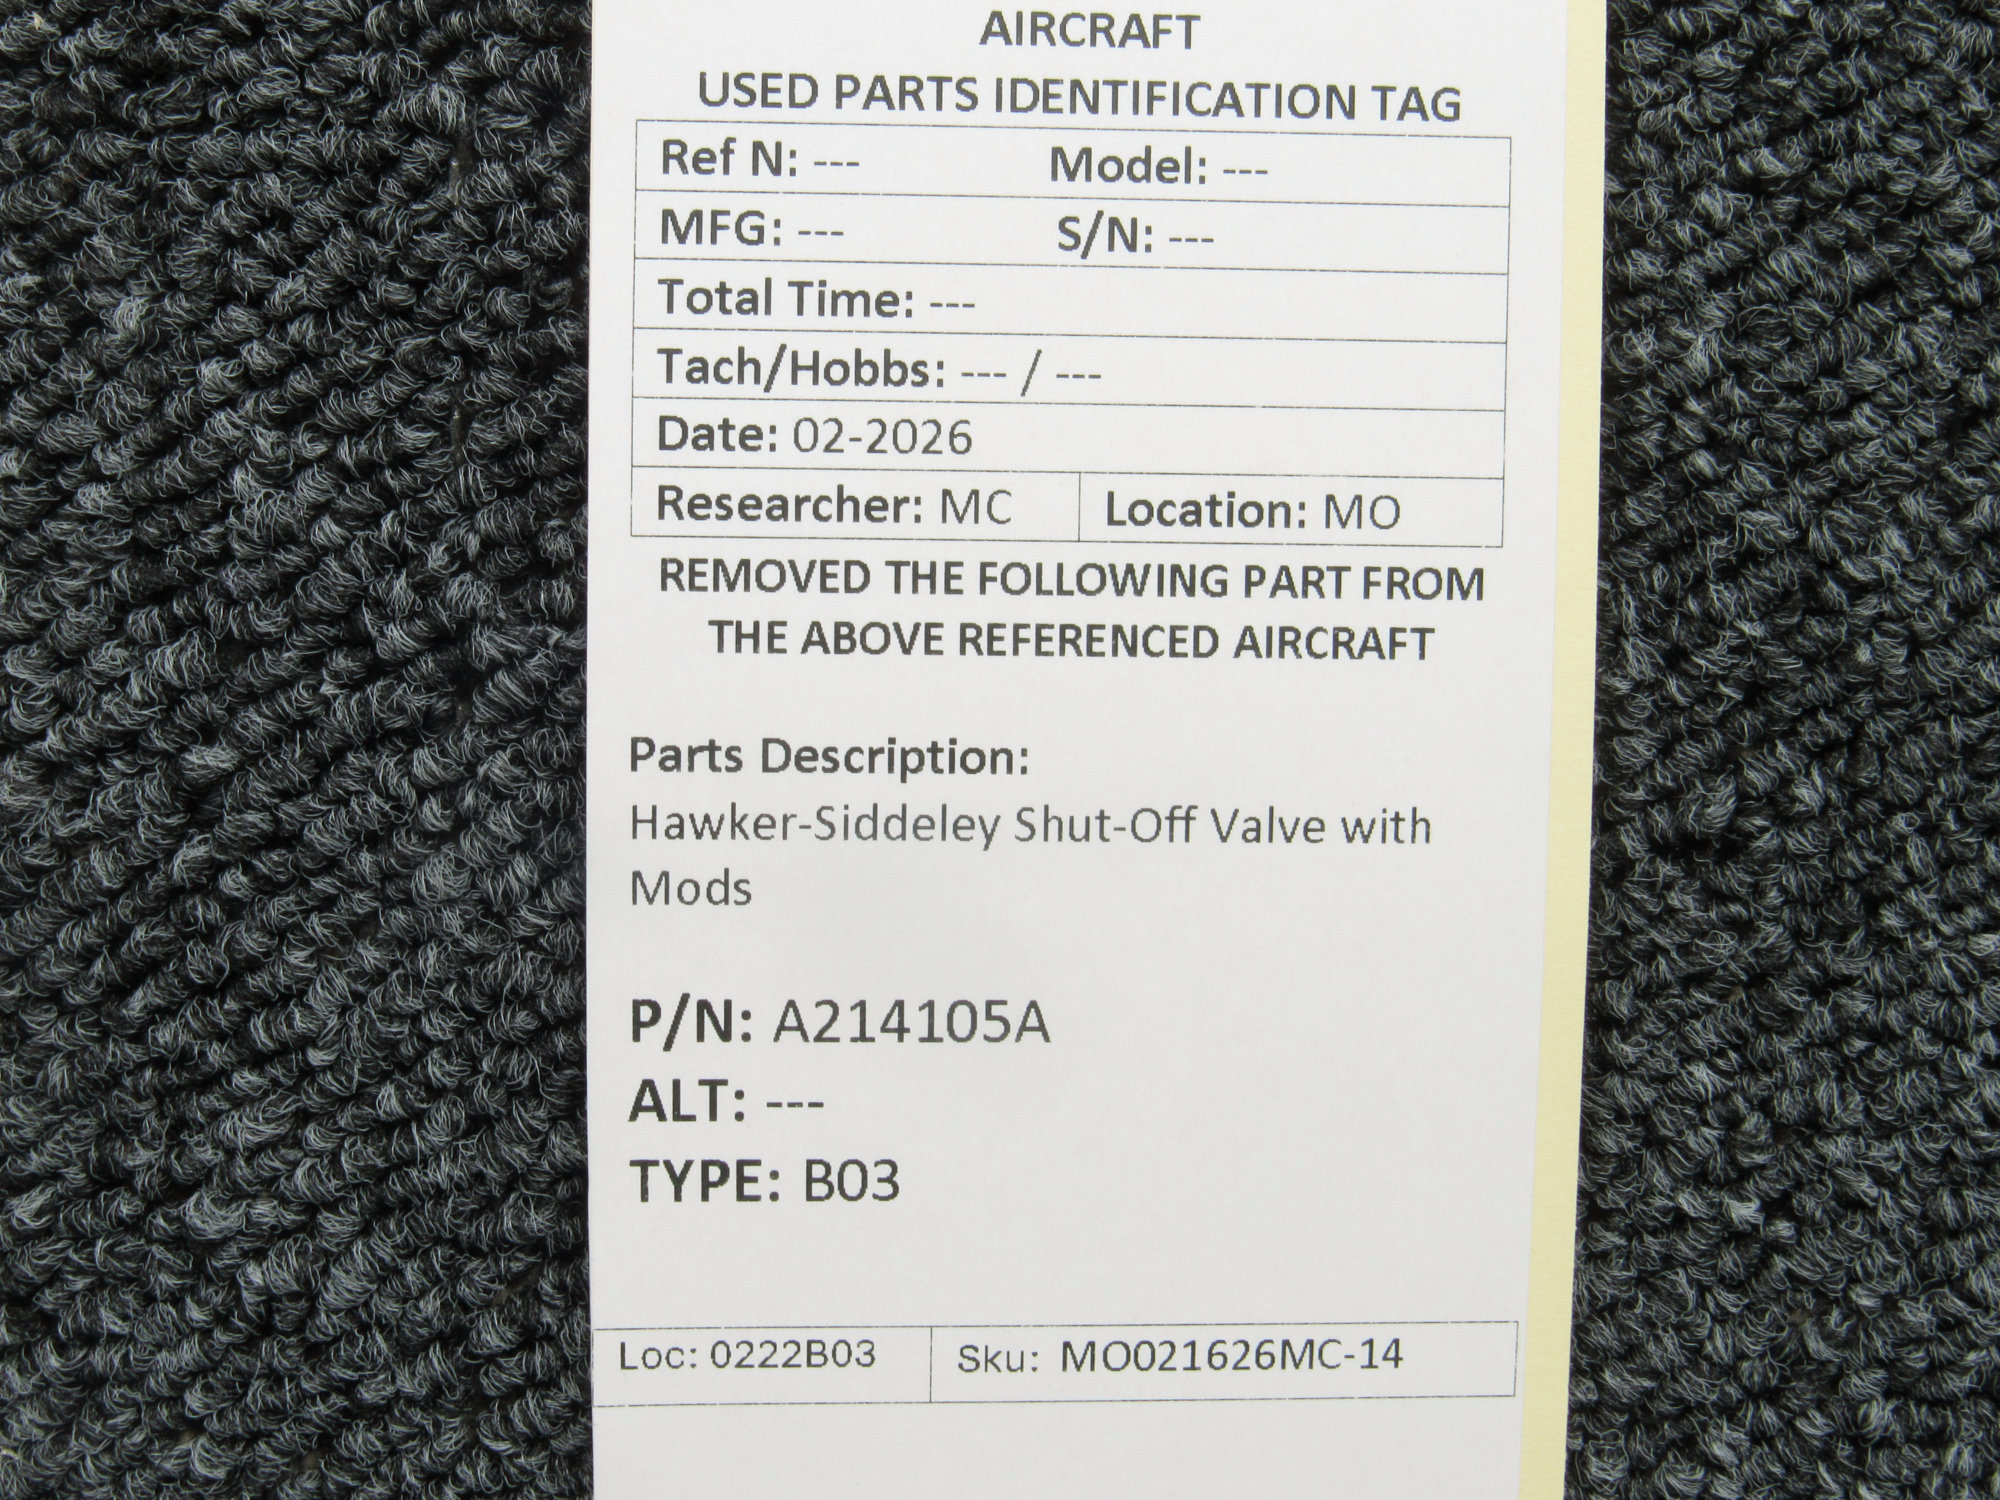 AIRCRAFT
USED PARTS IDENTIFICATION TAG
Ref N: --- Model: ---
MFG: --- S/N: ---
Total Time: ---
Tach/Hobbs: --- / ---
Date: 02-2026
Researcher: MC Location: MO
REMOVED THE FOLLOWING PART FROM
THE ABOVE REFERENCED AIRCRAFT
Parts Description:
Hawker-Siddeley Shut-Off Valve with
Mods
P/N: A214105A
ALT: ---
TYPE: B03
Loc: 0222B03 Sku: MO021626MC-14